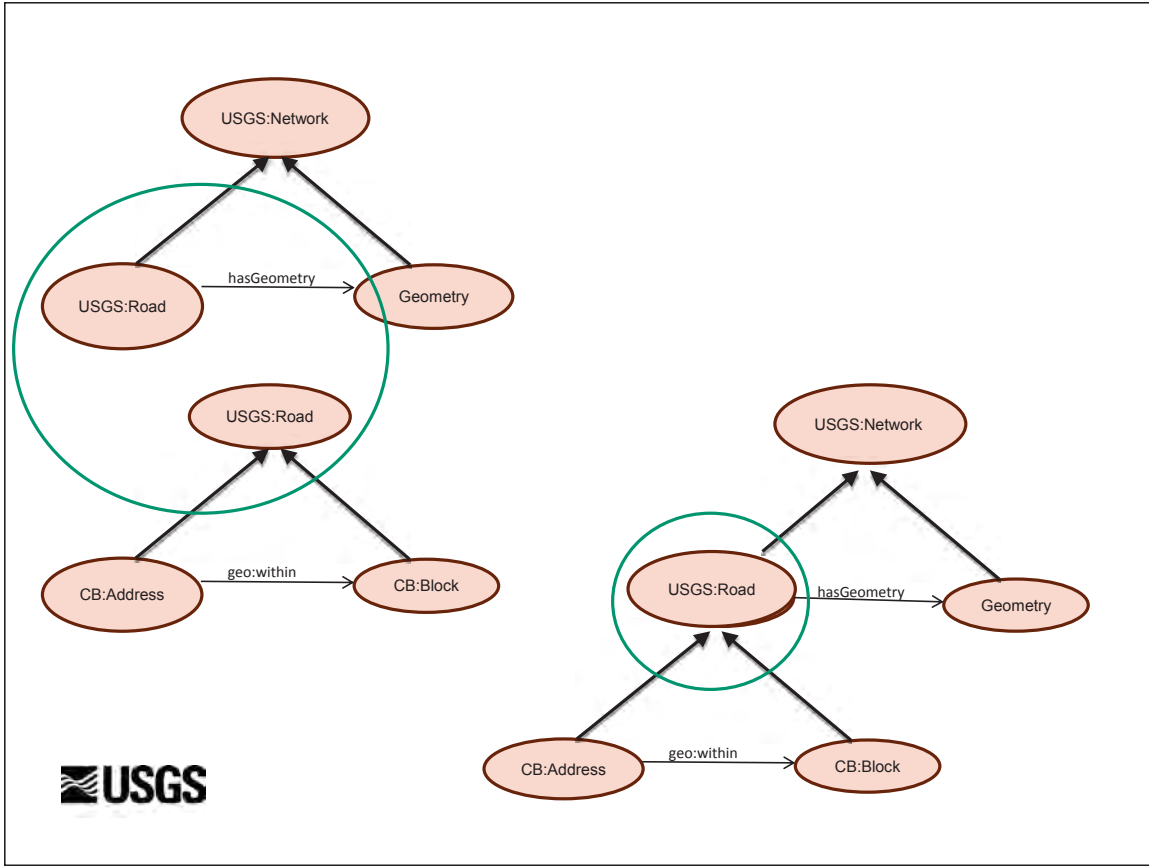 USGS:Network
hasGeometry
USGS:Road
Geometry
USGS:Road
geo:within
CB:Address
CB:Block
USGS:Network
USGS:Road
hasGeometry
Geometry
geo:within
CB:Address
CB:Block
USGS